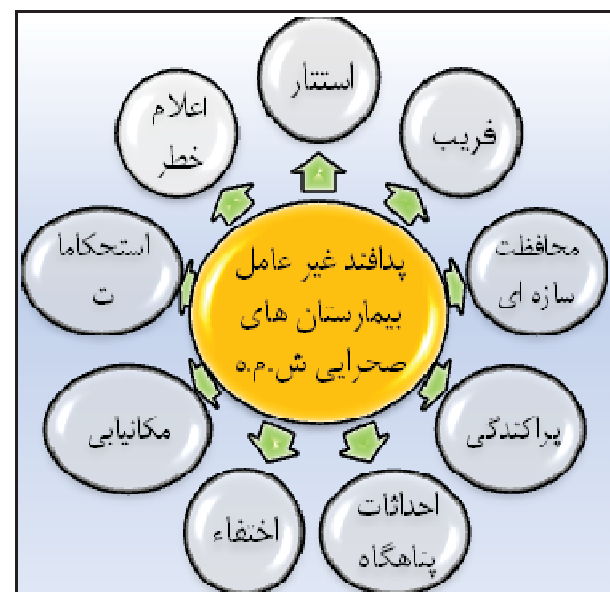 استتار
فریب
محافظت
سازه ای
پراکندگی
احداثات
پناهگاه
اختفاء
مکانیابی
استحکاما
ت
اعلام
خطر
پدافند غیر عامل
بیمارستان های
صحرایی ش.م.ه